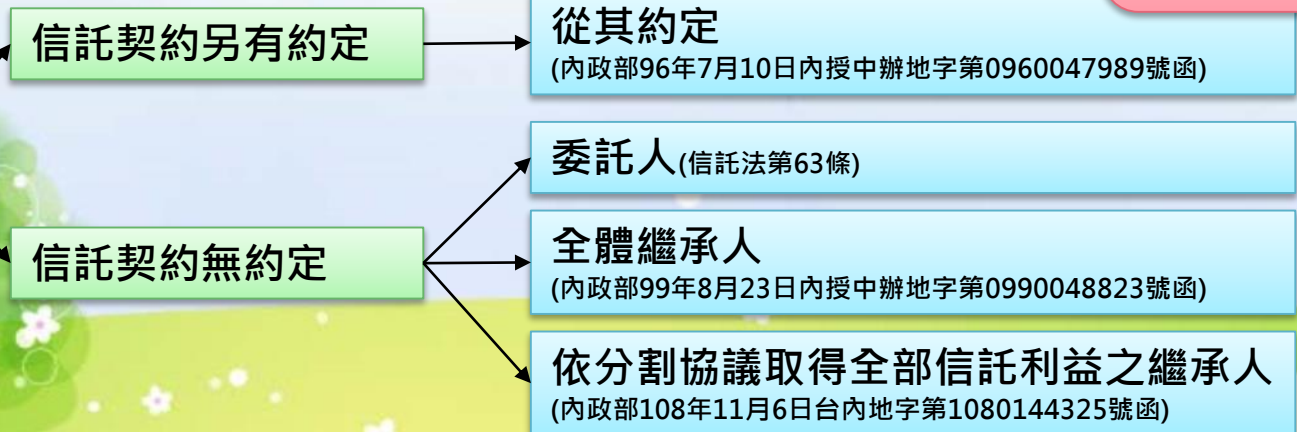 信託契約另有約定
從其約定
(內政部96年7月10日內授中辦地字第0960047989號函)
信託契約無約定
委託人(信託法第63條)
全體繼承人
(內政部99年8月23日內授中辦地字第0990048823號函)
依分割協議取得全部信託利益之繼承人
(內政部108年11月6日台內地字第1080144325號函)